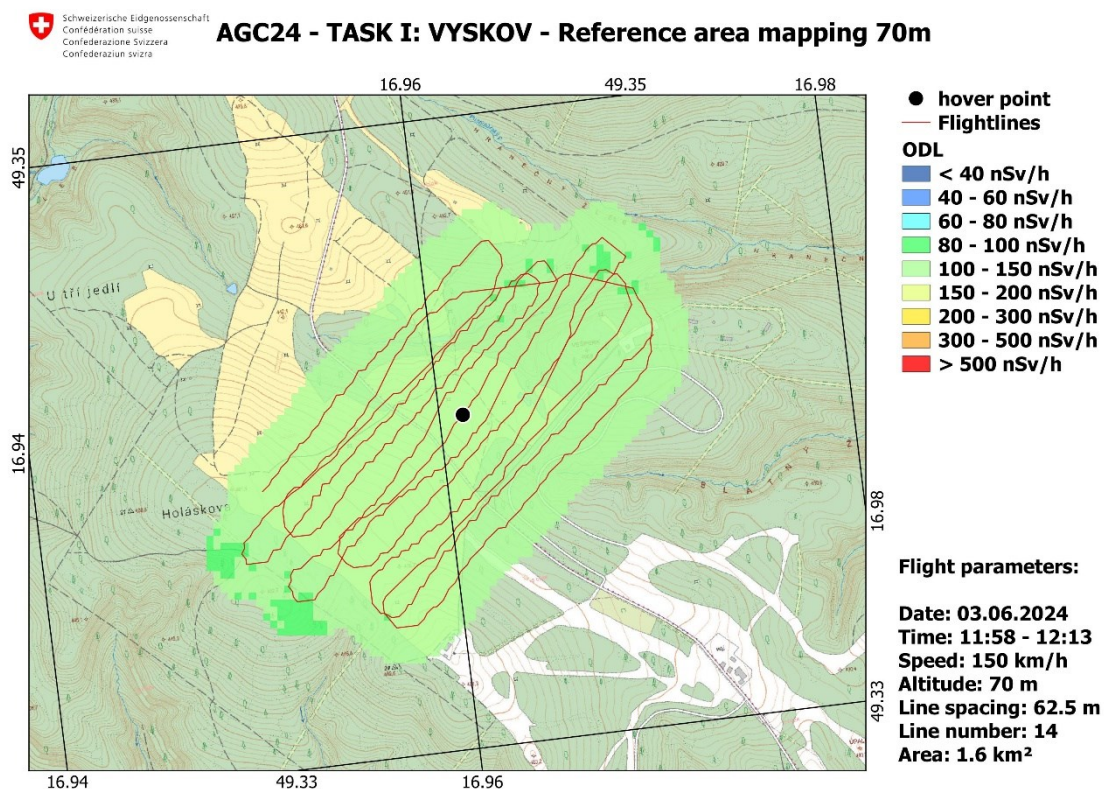 Schweizerische Eidgenossenschaft
Confédération suisse
Confederazione Svizzera
Confederaziun svizra
AGC24 - TASK I: VYSKOV - Reference area mapping 70m
16.96
49.35
16.98
49.35
16.94
U tří jedlí
Holáskova
16.98
49.33
16.94
49.33
16.96
hover point
Flightlines
ODL
< 40 nSv/h
40 - 60 nSv/h
60 - 80 nSv/h
80 - 100 nSv/h
100 - 150 nSv/h
150 - 200 nSv/h
200 - 300 nSv/h
300 - 500 nSv/h
> 500 nSv/h
Flight parameters:
Date: 03.06.2024
Time: 11:58 - 12:13
Speed: 150 km/h
Altitude: 70 m
Line spacing: 62.5 m
Line number: 14
Area: 1.6 km²